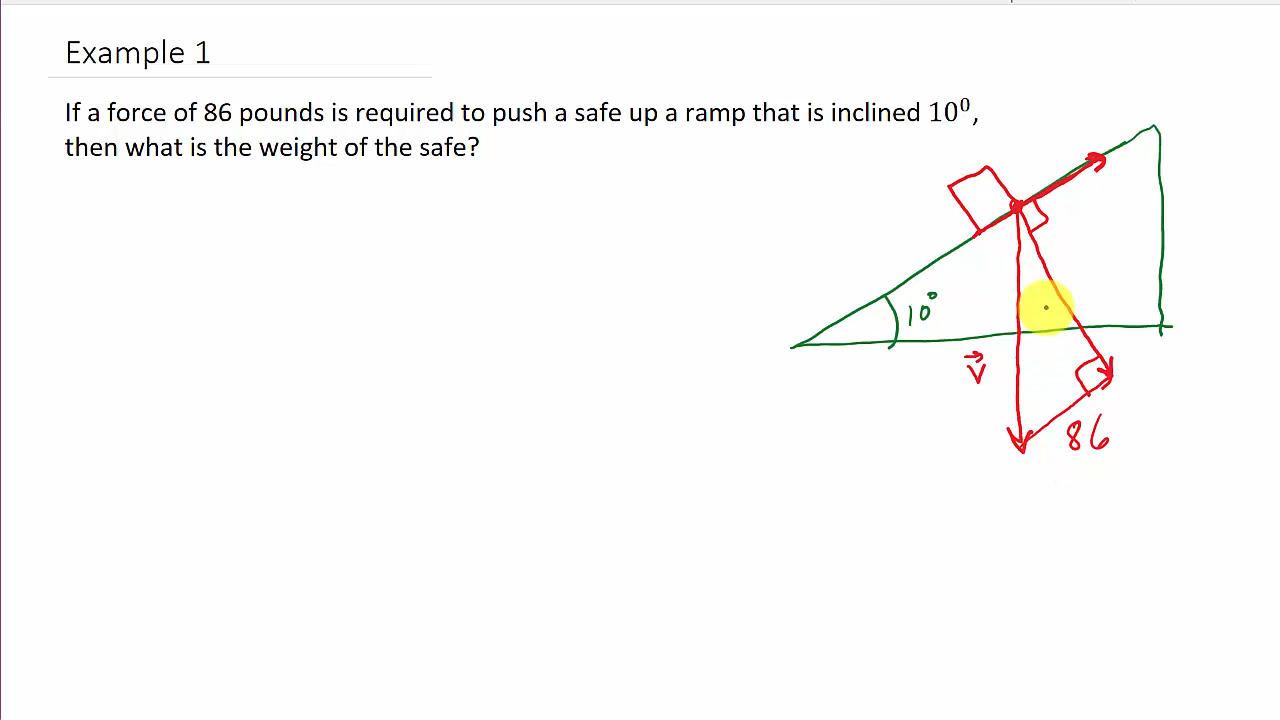 Example 1
If a force of 86 pounds is required to push a safe up a ramp that is inclined 10⁰,
then what is the weight of the safe?
10°
v⃗
86